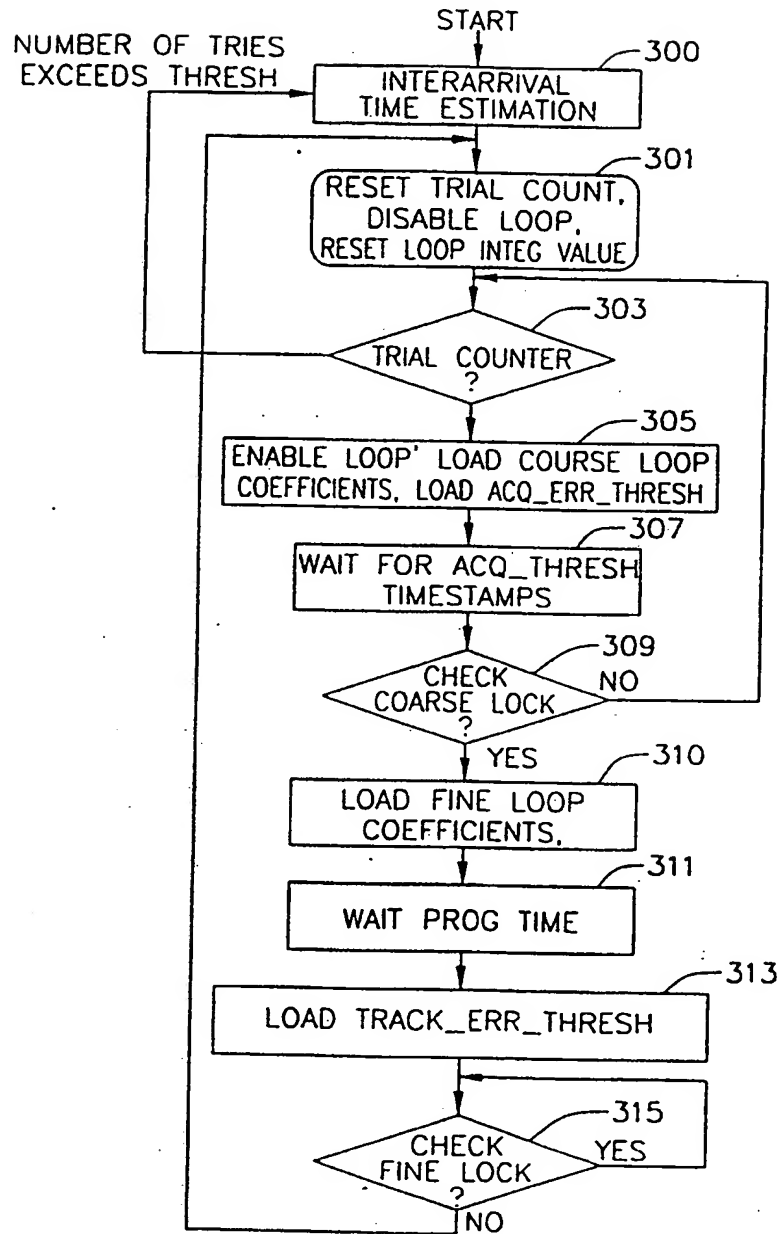 START
NUMBER OF TRIES
EXCEEDS THRESH
300
INTERARRIVAL
TIME ESTIMATION
301
RESET TRIAL COUNT,
DISABLE LOOP,
RESET LOOP INTEG VALUE
303
TRIAL COUNTER
?
305
ENABLE LOOP' LOAD COURSE LOOP
COEFFICIENTS, LOAD ACQ_ERR_THRESH
307
WAIT FOR ACQ_THRESH
TIMESTAMPS
309
CHECK
COARSE LOCK
?
NO
YES
310
LOAD FINE LOOP
COEFFICIENTS,
311
WAIT PROG TIME
313
LOAD TRACK_ERR_THRESH
315
CHECK
FINE LOCK
?
YES
NO